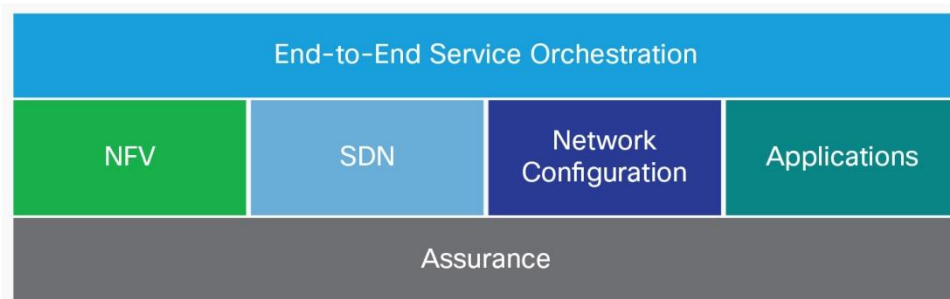 End-to-End Service Orchestration
NFV
SDN
Network
Configuration
Applications
Assurance